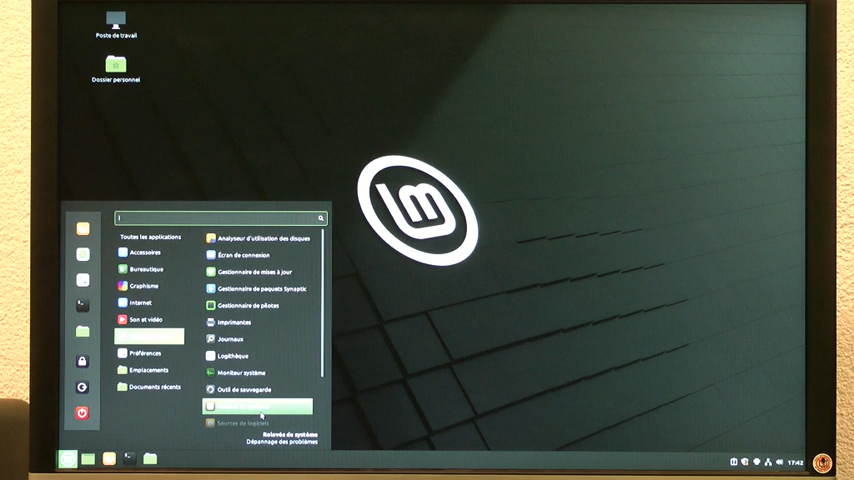 Poste de travail
Dossier personnel
Toutes les applications
Accessoires
Bureautique
Graphisme
Internet
Son et vidéo
Préférences
Emplacements
Documents récents
Analyseur d'utilisation des disques
Écran de connexion
Gestionnaire de mises à jour
Gestionnaire de paquets Synaptic
Gestionnaire de pilotes
Imprimantes
Journaux
Logithèque
Moniteur système
Outil de sauvegarde
Sources de logiciels
Relevés du système
Dépannage des problèmes
17:42